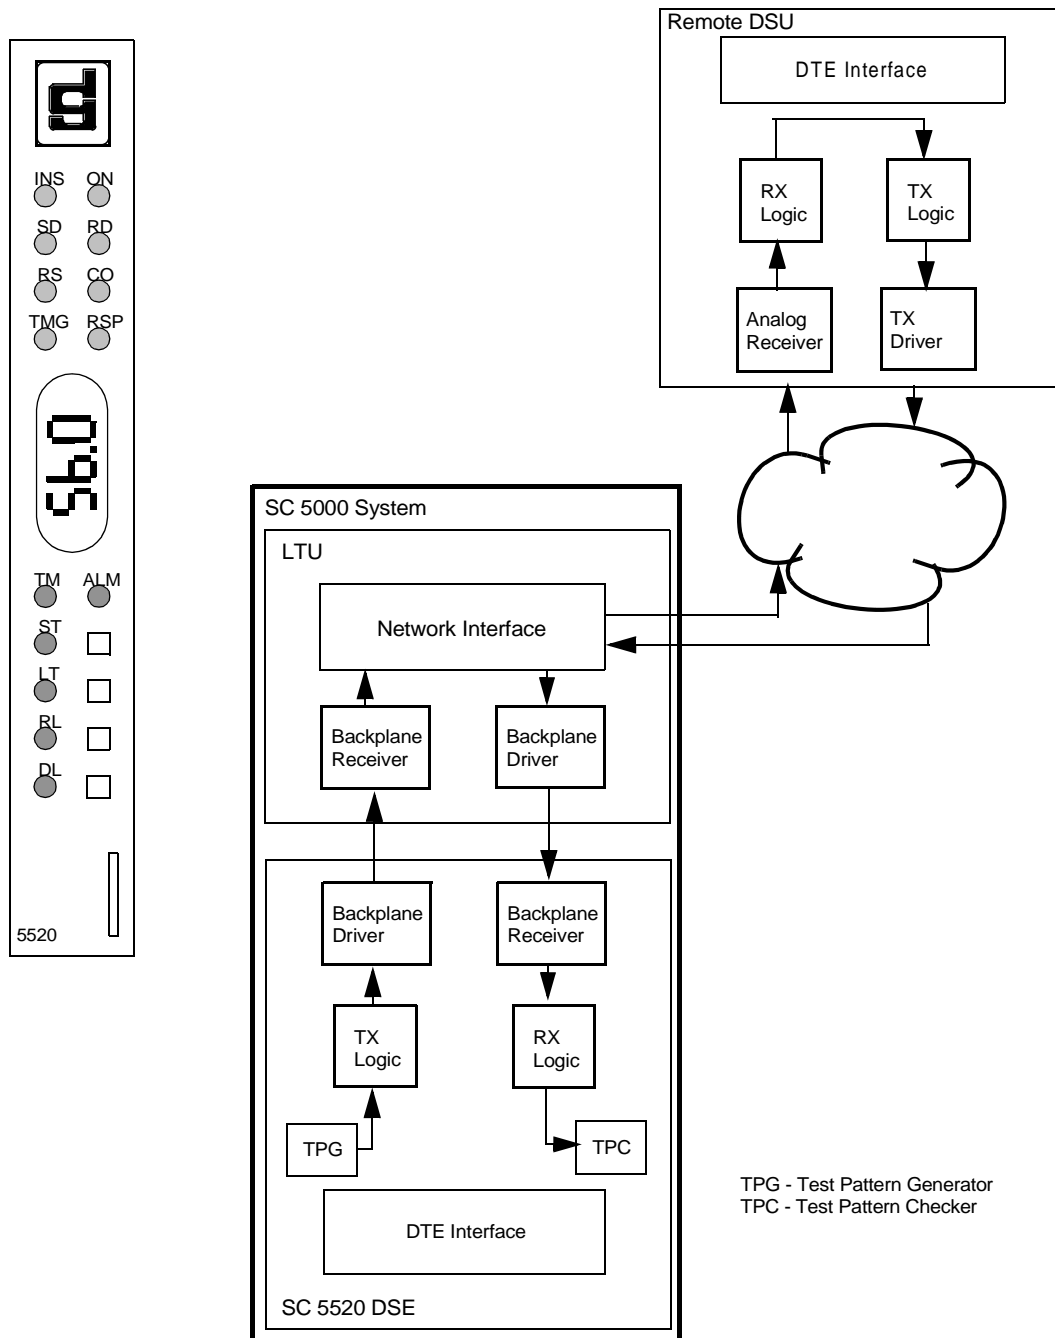 INS ON
SD RD
RS CO
TMG RSP
56.0
TM ALM
ST
LT
RL
DL
5520
Remote DSU
DTE Interface
RX
Logic
TX
Logic
Analog
Receiver
TX
Driver
SC 5000 System
LTU
Network Interface
Backplane
Receiver
Backplane
Driver
Backplane
Driver
Backplane
Receiver
TX
Logic
RX
Logic
TPG
TPC
DTE Interface
SC 5520 DSE
TPG - Test Pattern Generator
TPC - Test Pattern Checker